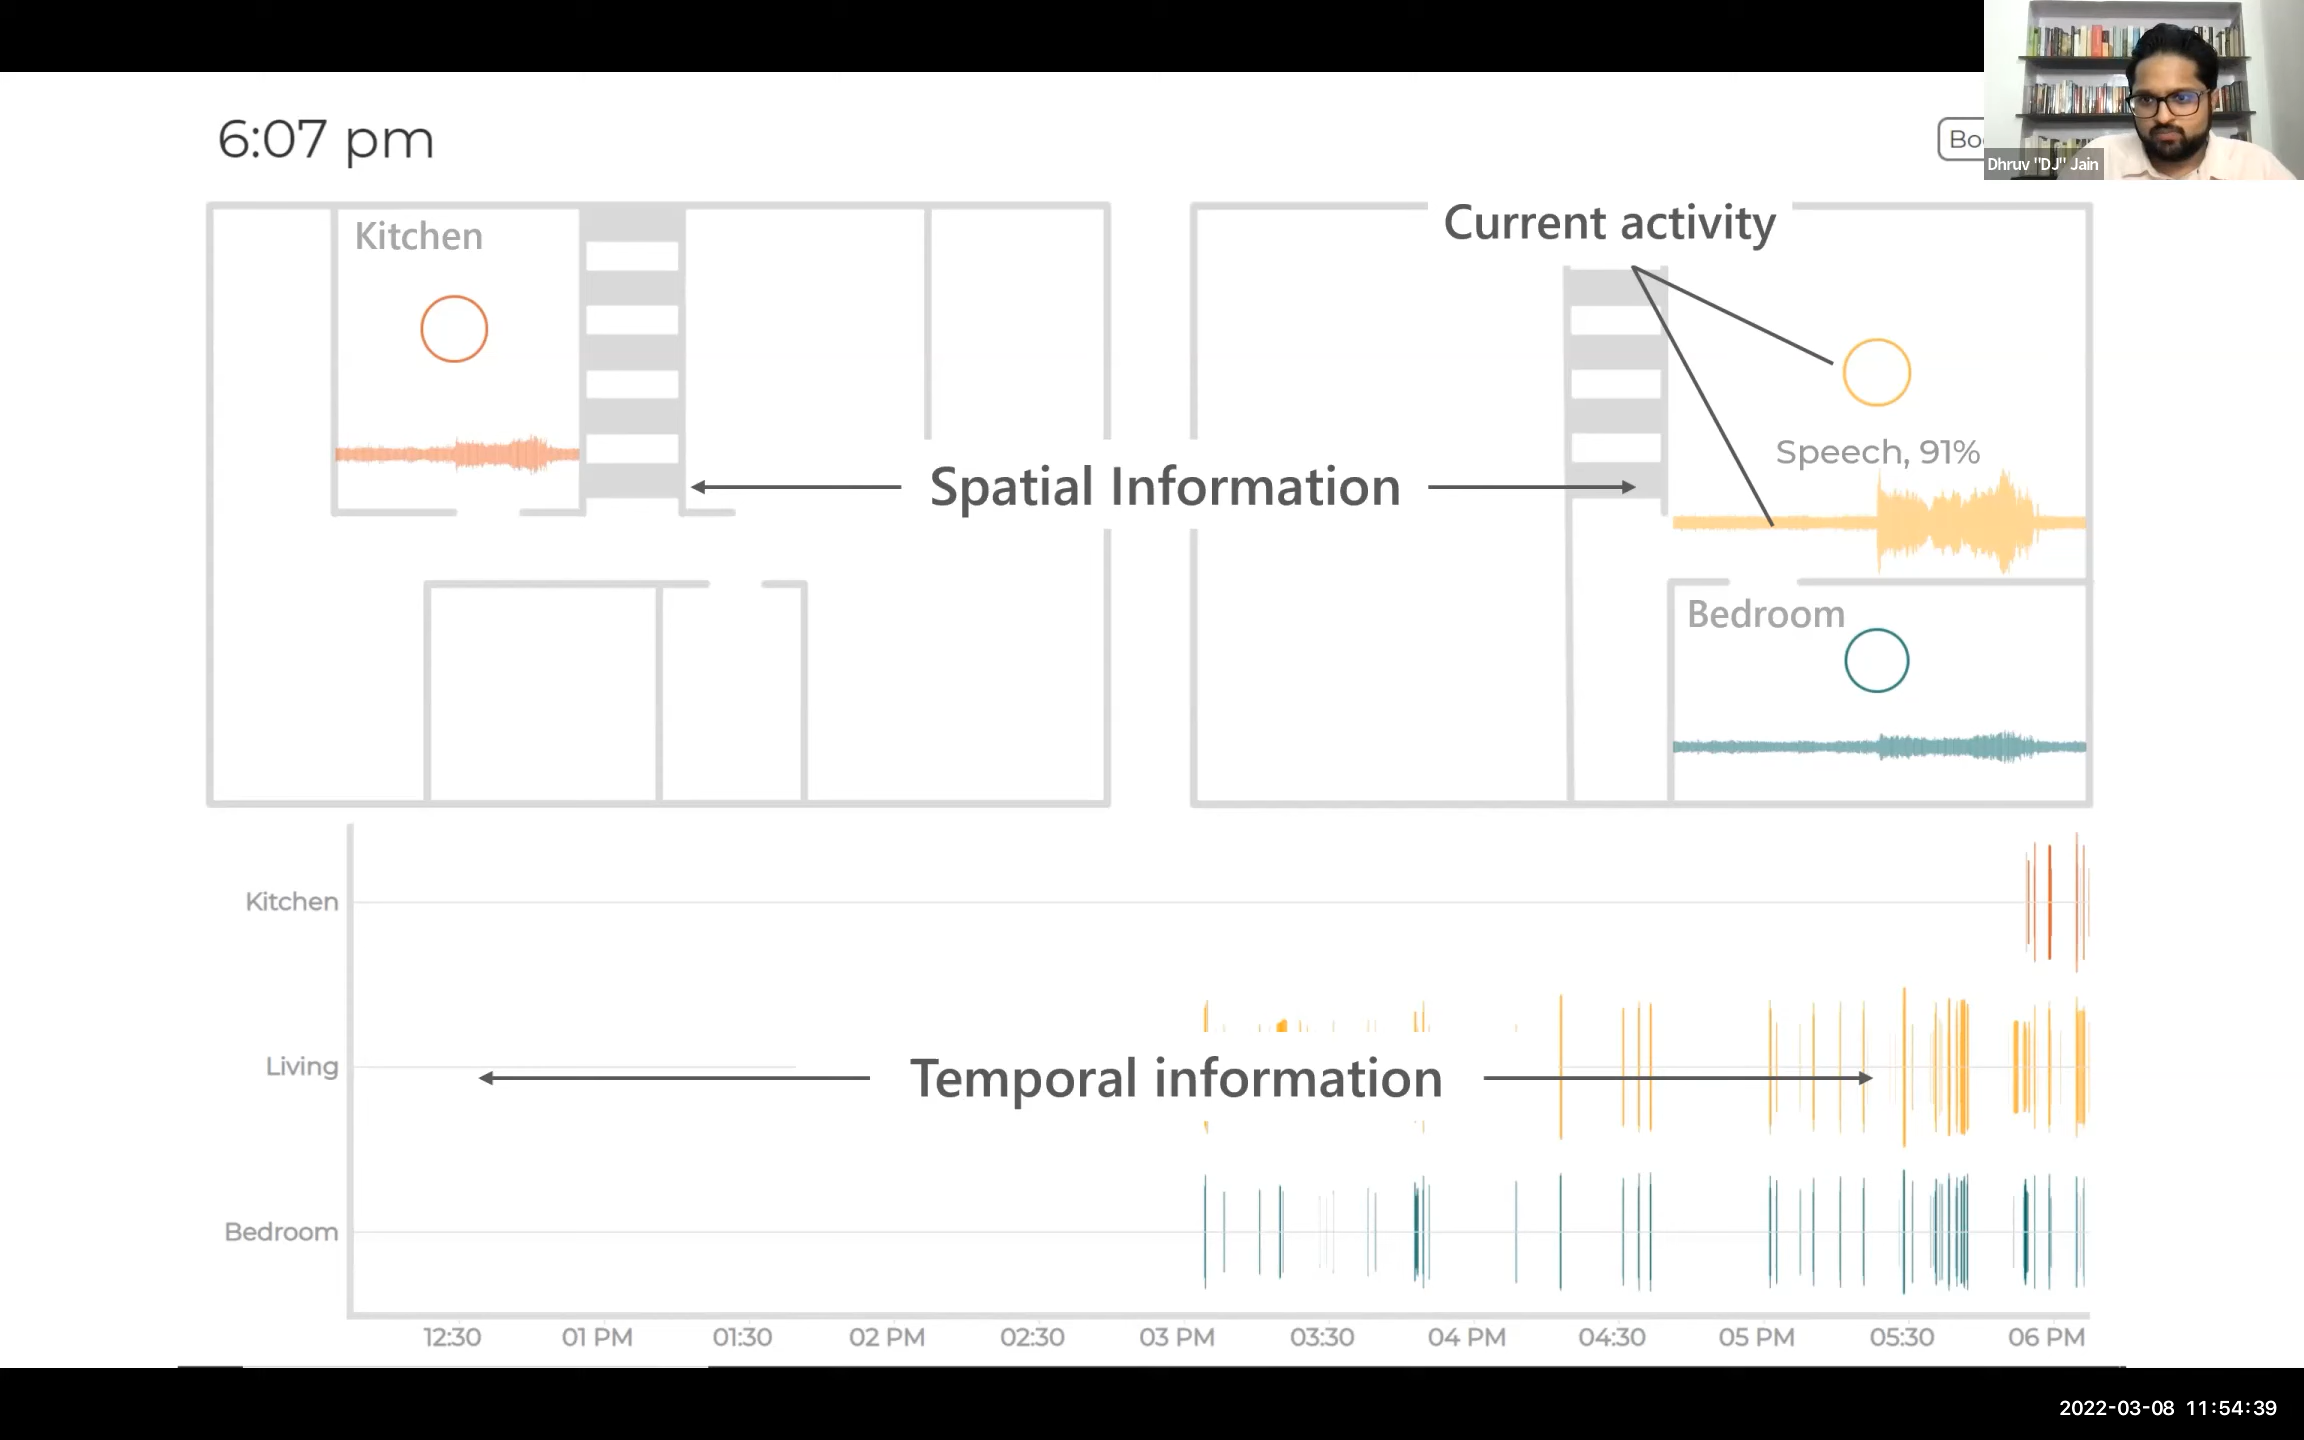 6:07 pm
Dhruv "DJ" Jain
Kitchen
Current activity
Spatial Information
Speech, 91%
Bedroom
Kitchen
Living
Temporal information
Bedroom
12:30 01 PM 01:30 02 PM 02:30 03 PM 03:30 04 PM 04:30 05 PM 05:30 06 PM
2022-03-08 11:54:39